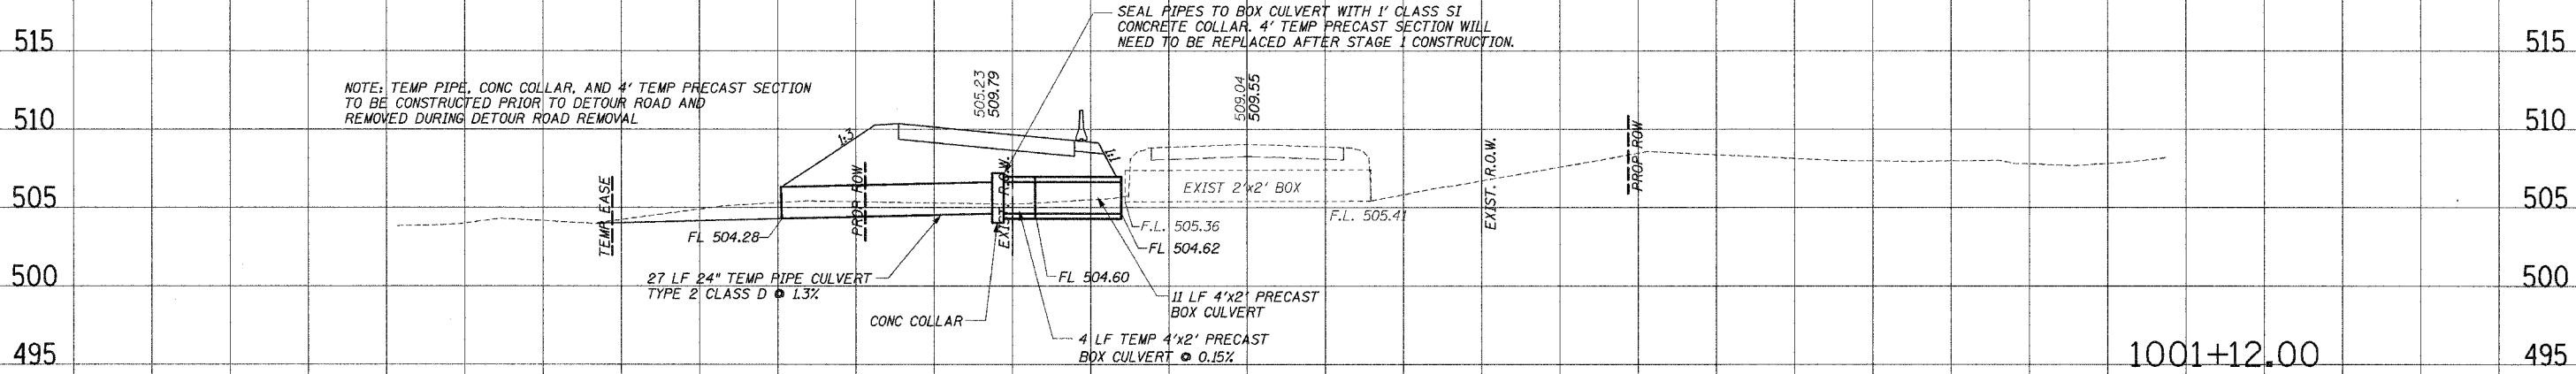 SEAL PIPES TO BOX CULVERT WITH 1' CLASS SI
CONCRETE COLLAR. 4' TEMP PRECAST SECTION WILL
NEED TO BE REPLACED AFTER STAGE 1 CONSTRUCTION.
515
515
NOTE: TEMP PIPE, CONC COLLAR, AND 4' TEMP PRECAST SECTION
TO BE CONSTRUCTED PRIOR TO DETOUR ROAD AND
REMOVED DURING DETOUR ROAD REMOVAL
505.23
509.79
509.04
509.55
510
510
1:3
1:1
TEMP EASE
PROP ROW
EXIST. R.O.W.
EXIST 2'x2' BOX
EXIST. R.O.W.
PROP ROW
505
505
FL 504.28
F.L. 505.36
F.L. 505.41
FL 504.62
500
500
27 LF 24" TEMP PIPE CULVERT
TYPE 2 CLASS D @ 1.3%
FL 504.60
11 LF 4'x2' PRECAST
BOX CULVERT
CONC COLLAR
4 LF TEMP 4'x2' PRECAST
BOX CULVERT @ 0.15%
495
1001+12.00
495